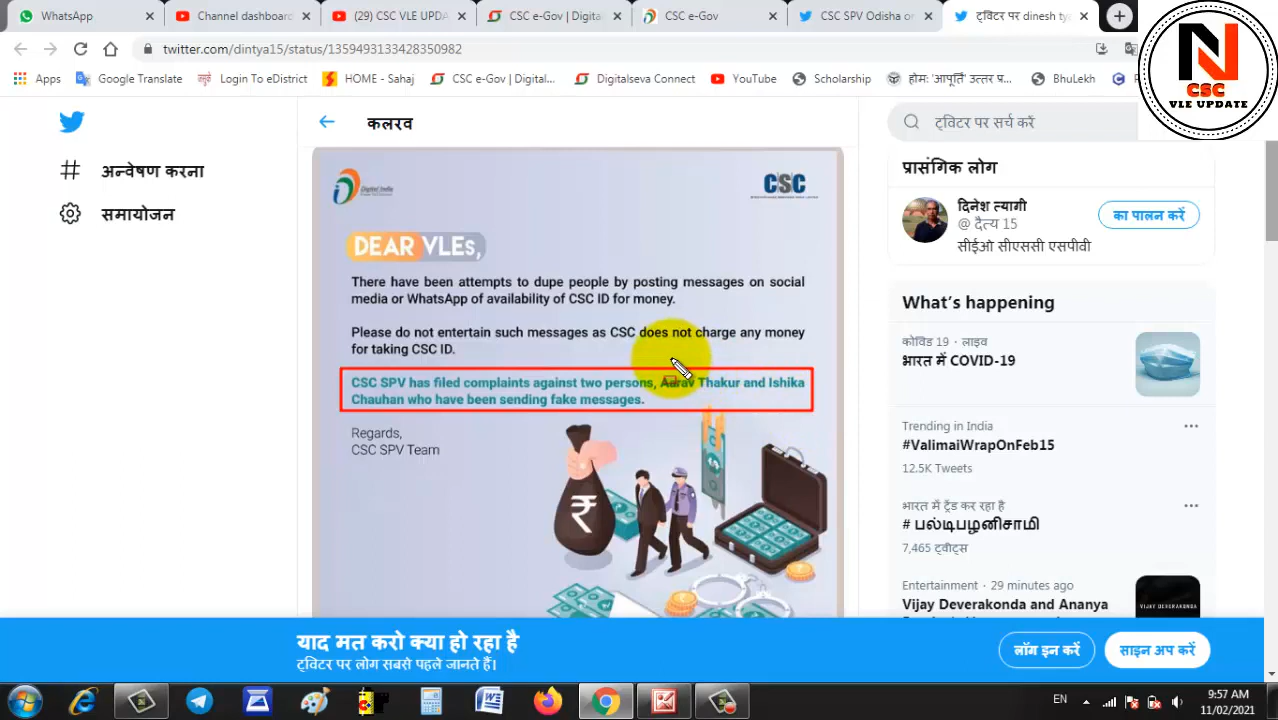 WhatsApp
Channel dashboard
(29) CSC VLE UPDA
CSC e-Gov | Digita
CSC e-Gov
CSC SPV Odisha or
ट्विटर पर dinesh ty
twitter.com/dintya15/status/1359493133428350982
Apps
Google Translate
Login To eDistrict
HOME - Sahaj
CSC e-Gov | Digital...
Digitalseva Connect
YouTube
Scholarship
होम: 'आपूर्ति' उत्तर प्र...
BhuLekh
N
CSC
VLE UPDATE
कलरव
ट्विटर पर सर्च करें
अन्वेषण करना
समायोजन
Digital India
CSC
DEAR VLEs,
There have been attempts to dupe people by posting messages on social
media or WhatsApp of availability of CSC ID for money.
Please do not entertain such messages as CSC does not charge any money
for taking CSC ID.
CSC SPV has filed complaints against two persons, Aarav Thakur and Ishika
Chauhan who have been sending fake messages.
Regards,
CSC SPV Team
₹
प्रासंगिक लोग
दिनेश त्यागी
@ दैत्य 15
सीईओ सीएससी एसपीवी
का पालन करें
What's happening
कोविड 19 · लाइव
भारत में COVID-19
Trending in India
#ValimaiWrapOnFeb15
12.5K Tweets
भारत में ट्रेंड कर रहा है
# பல்டிபழனிசாமி
7,465 ट्वीट्स
Entertainment · 29 minutes ago
Vijay Deverakonda and Ananya
VIJAY DEVERAKONDA
याद मत करो क्या हो रहा है
ट्विटर पर लोग सबसे पहले जानते हैं।
लॉग इन करें
साइन अप करें
EN
9:57 AM
11/02/2021